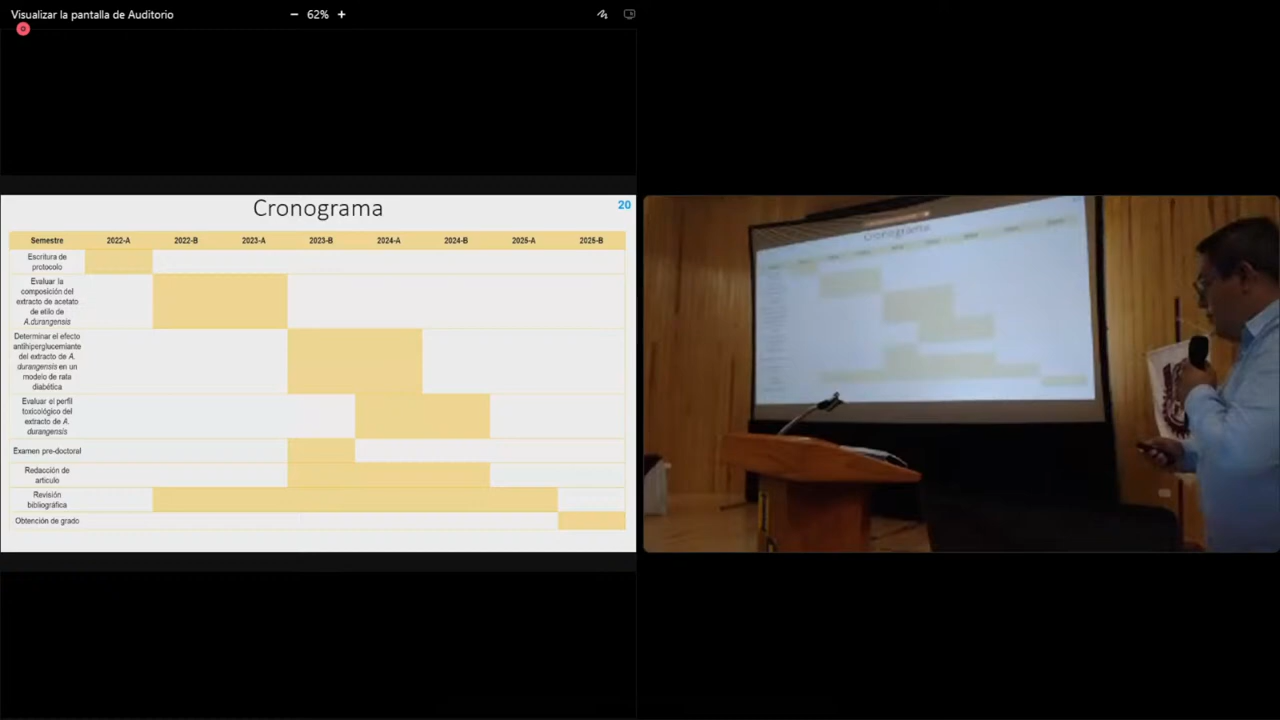 Visualizar la pantalla de Auditorio
− 62% +
Cronograma
20
Semestre 2022-A 2022-B 2023-A 2023-B 2024-A 2024-B 2025-A 2025-B
Escritura de
protocolo
Evaluar la
composición del
extracto de acetato
de etilo de
A.durangensis
Determinar el efecto
antihiperglucemiante
del extracto de A.
durangensis en un
modelo de rata
diabética
Evaluar el perfil
toxicológico del
extracto de A.
durangensis
Examen pre-doctoral
Redacción de
artículo
Revisión
bibliográfica
Obtención de grado
Cronograma